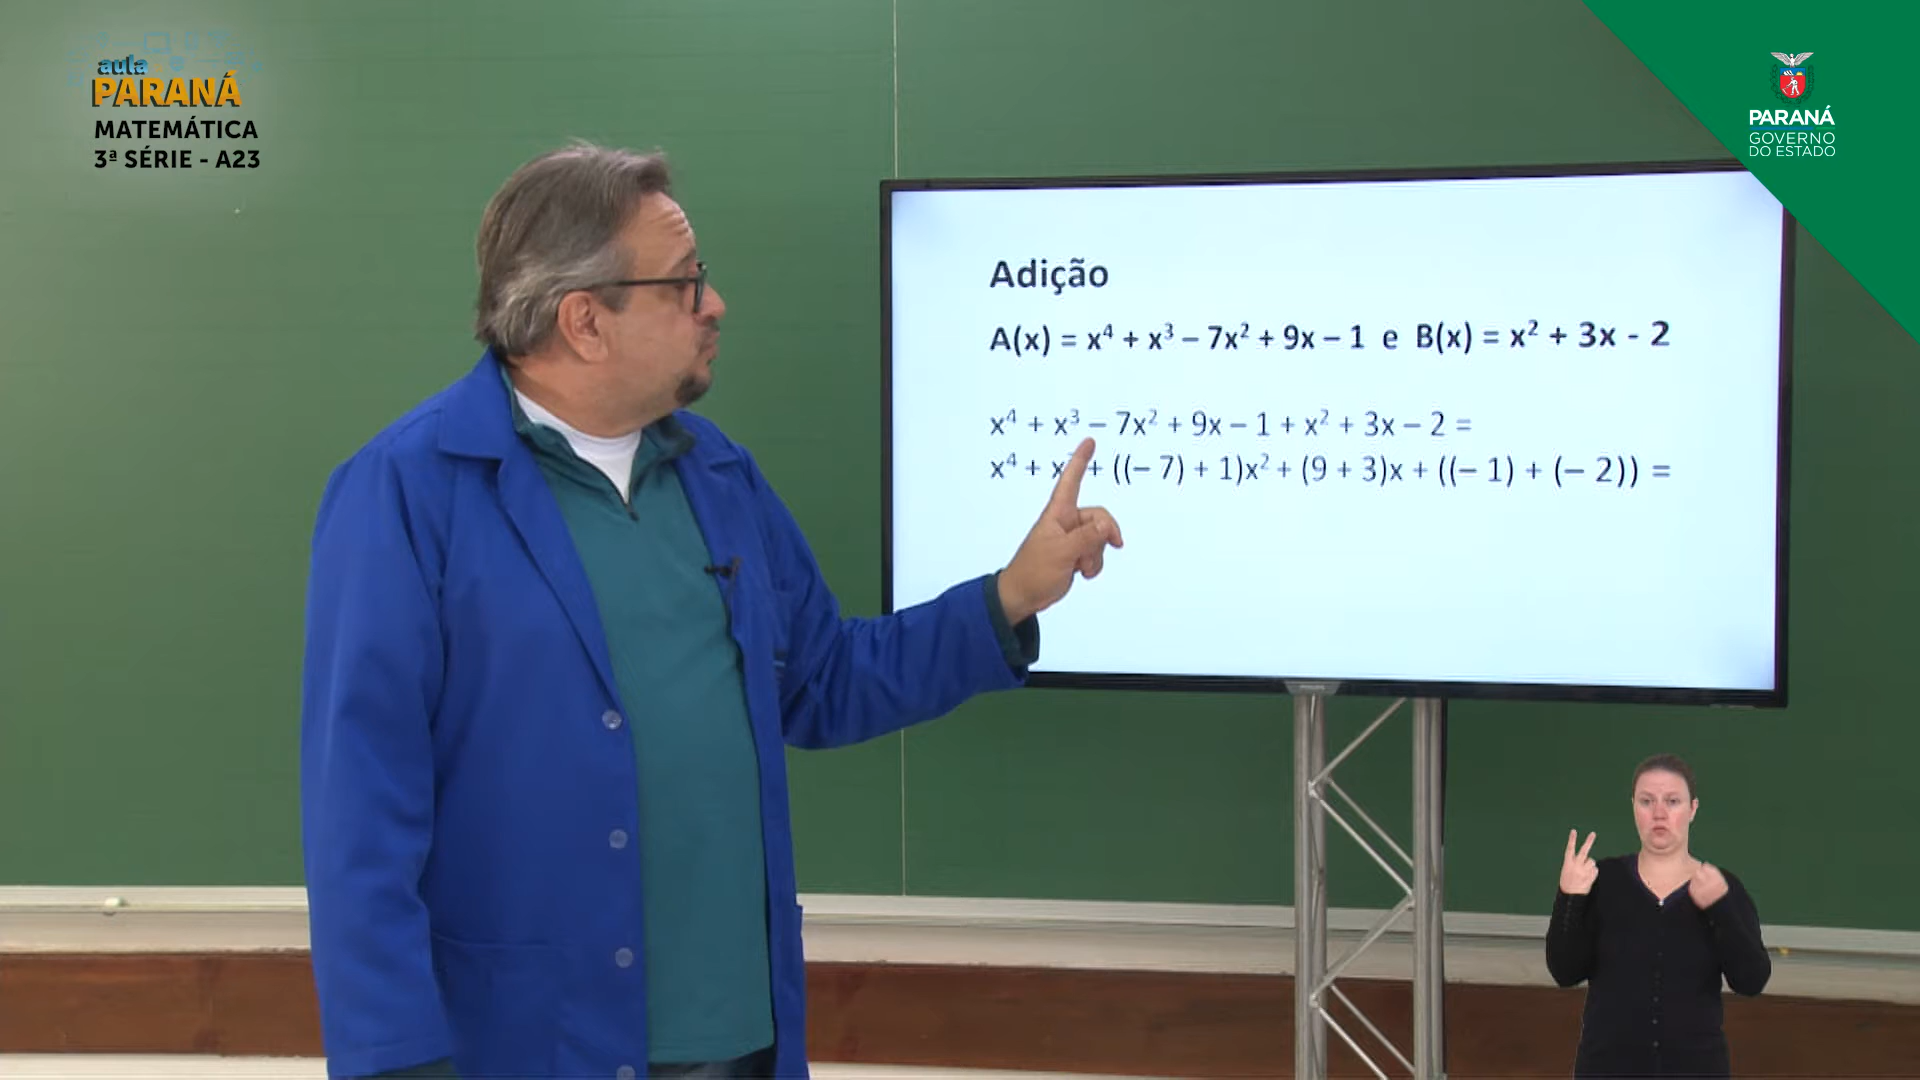 aula
PARANÁ
MATEMÁTICA
3ª SÉRIE - A23
PARANÁ
GOVERNO
DO ESTADO
Adição
A(x) = x⁴ + x³ – 7x² + 9x – 1 e B(x) = x² + 3x - 2
x⁴ + x³ – 7x² + 9x – 1 + x² + 3x – 2 =
x⁴ + x + ((– 7) + 1)x² + (9 + 3)x + ((– 1) + (– 2)) =